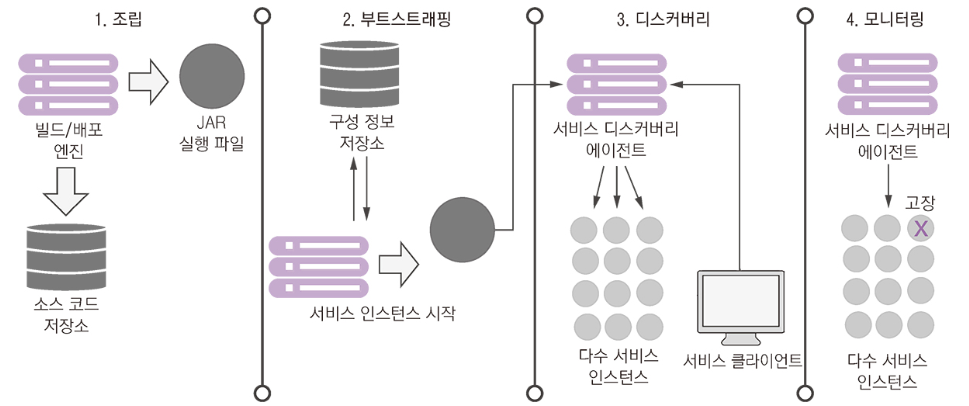 1. 조립
빌드/배포
엔진
JAR
실행 파일
소스 코드
저장소
2. 부트스트래핑
구성 정보
저장소
서비스 인스턴스 시작
3. 디스커버리
서비스 디스커버리
에이전트
다수 서비스
인스턴스
서비스 클라이언트
4. 모니터링
서비스 디스커버리
에이전트
고장
X
다수 서비스
인스턴스